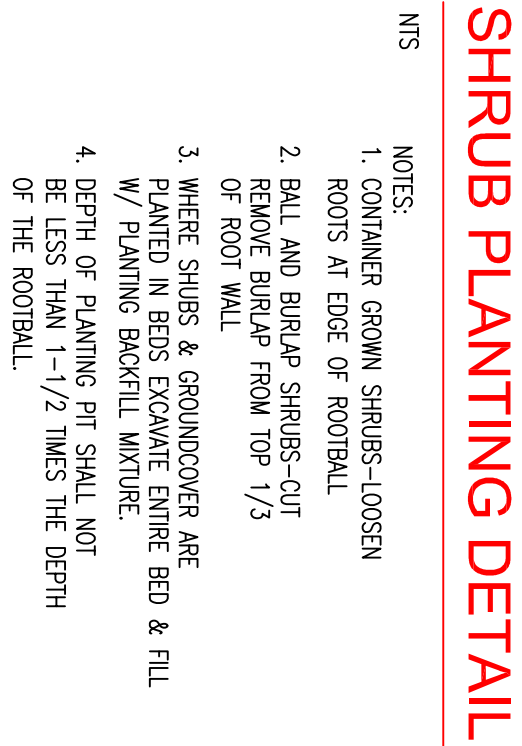 SHRUB PLANTING DETAIL
NTS
NOTES:
1. CONTAINER GROWN SHRUBS-LOOSEN
ROOTS AT EDGE OF ROOTBALL
2. BALL AND BURLAP SHRUBS-CUT
REMOVE BURLAP FROM TOP 1/3
OF ROOT WALL
3. WHERE SHUBS & GROUNDCOVER ARE
PLANTED IN BEDS EXCAVATE ENTIRE BED & FILL
W/ PLANTING BACKFILL MIXTURE.
4. DEPTH OF PLANTING PIT SHALL NOT
BE LESS THAN 1-1/2 TIMES THE DEPTH
OF THE ROOTBALL.